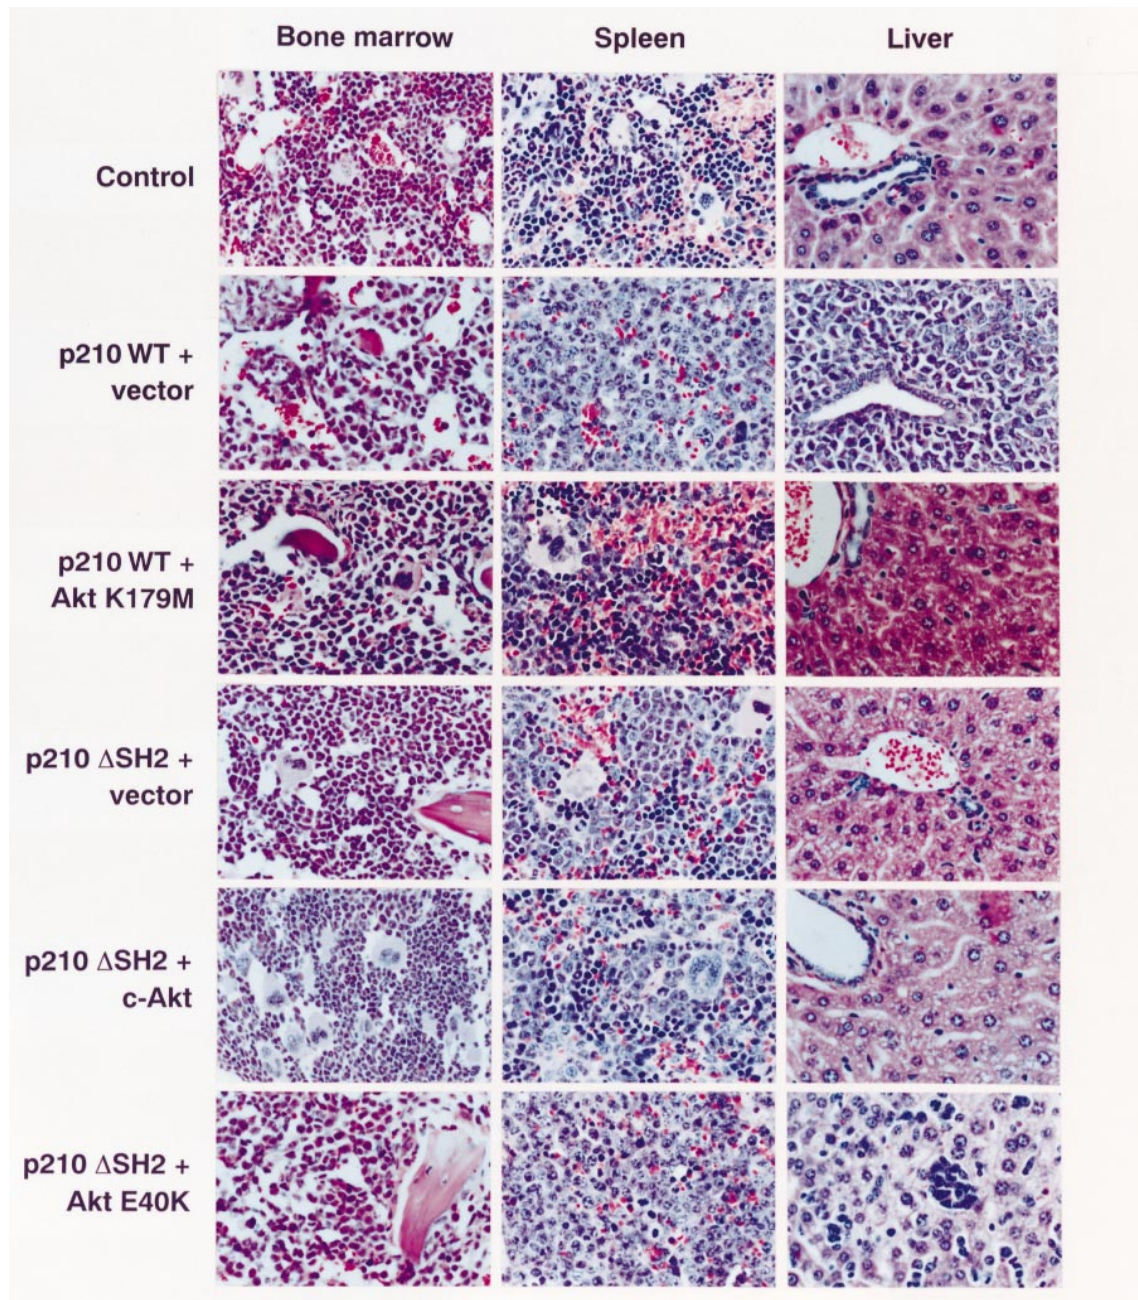 Bone marrow Spleen Liver
Control
p210 WT +
vector
p210 WT +
Akt K179M
p210 ΔSH2 +
vector
p210 ΔSH2 +
c-Akt
p210 ΔSH2 +
Akt E40K